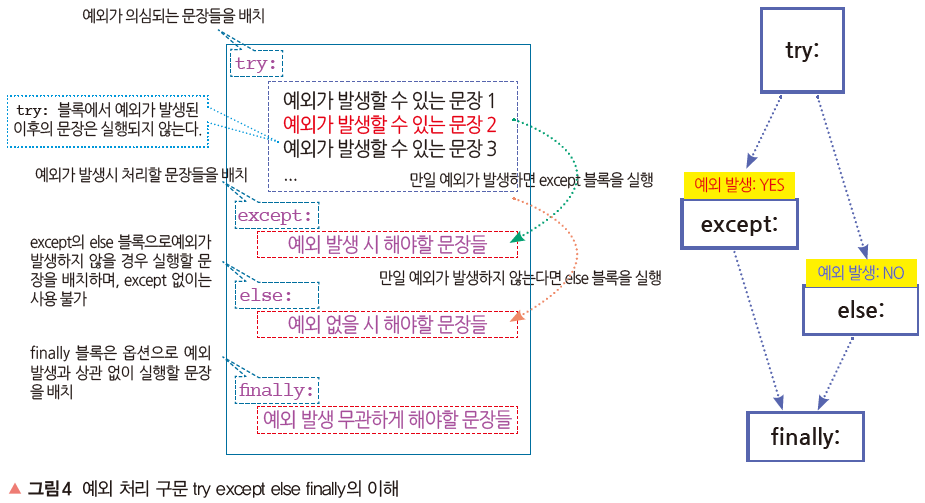 예외가 의심되는 문장들을 배치
try:
예외가 발생할 수 있는 문장 1
예외가 발생할 수 있는 문장 2
예외가 발생할 수 있는 문장 3
...
try: 블록에서 예외가 발생된
이후의 문장은 실행되지 않는다.
만일 예외가 발생하면 except 블록을 실행
예외가 발생시 처리할 문장들을 배치
except:
예외 발생 시 해야할 문장들
except의 else 블록으로예외가
발생하지 않을 경우 실행할 문
장을 배치하며, except 없이는
사용 불가
만일 예외가 발생하지 않는다면 else 블록을 실행
else:
예외 없을 시 해야할 문장들
finally 블록은 옵션으로 예외
발생과 상관 없이 실행할 문장
을 배치
finally:
예외 발생 무관하게 해야할 문장들
try:
예외 발생: YES
except:
예외 발생: NO
else:
finally:
▲ 그림 4 예외 처리 구문 try except else finally의 이해